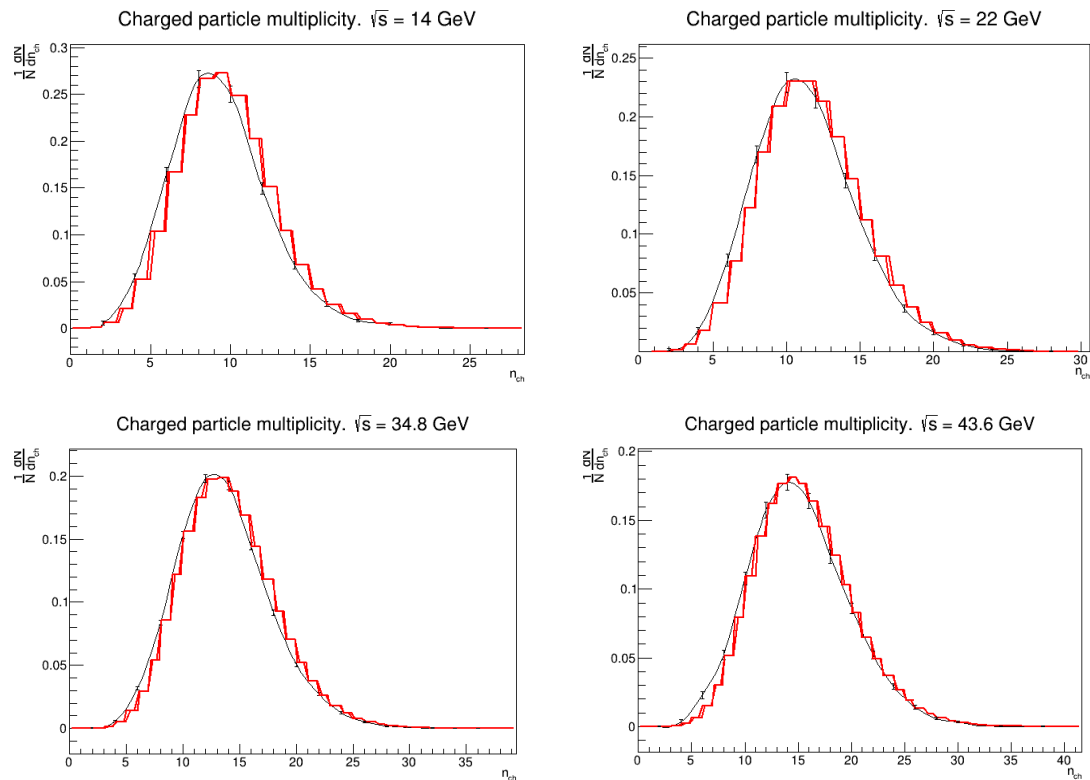 Charged particle multiplicity. √s = 14 GeV
1/N dN/dn_ch
0.3
0.25
0.2
0.15
0.1
0.05
0
0 5 10 15 20 25
n_ch
Charged particle multiplicity. √s = 22 GeV
1/N dN/dn_ch
0.25
0.2
0.15
0.1
0.05
0 5 10 15 20 25 30
n_ch
Charged particle multiplicity. √s = 34.8 GeV
1/N dN/dn_ch
0.2
0.15
0.1
0.05
0
0 5 10 15 20 25 30 35
n_ch
Charged particle multiplicity. √s = 43.6 GeV
1/N dN/dn_ch
0.2
0.15
0.1
0.05
0
0 5 10 15 20 25 30 35 40
n_ch